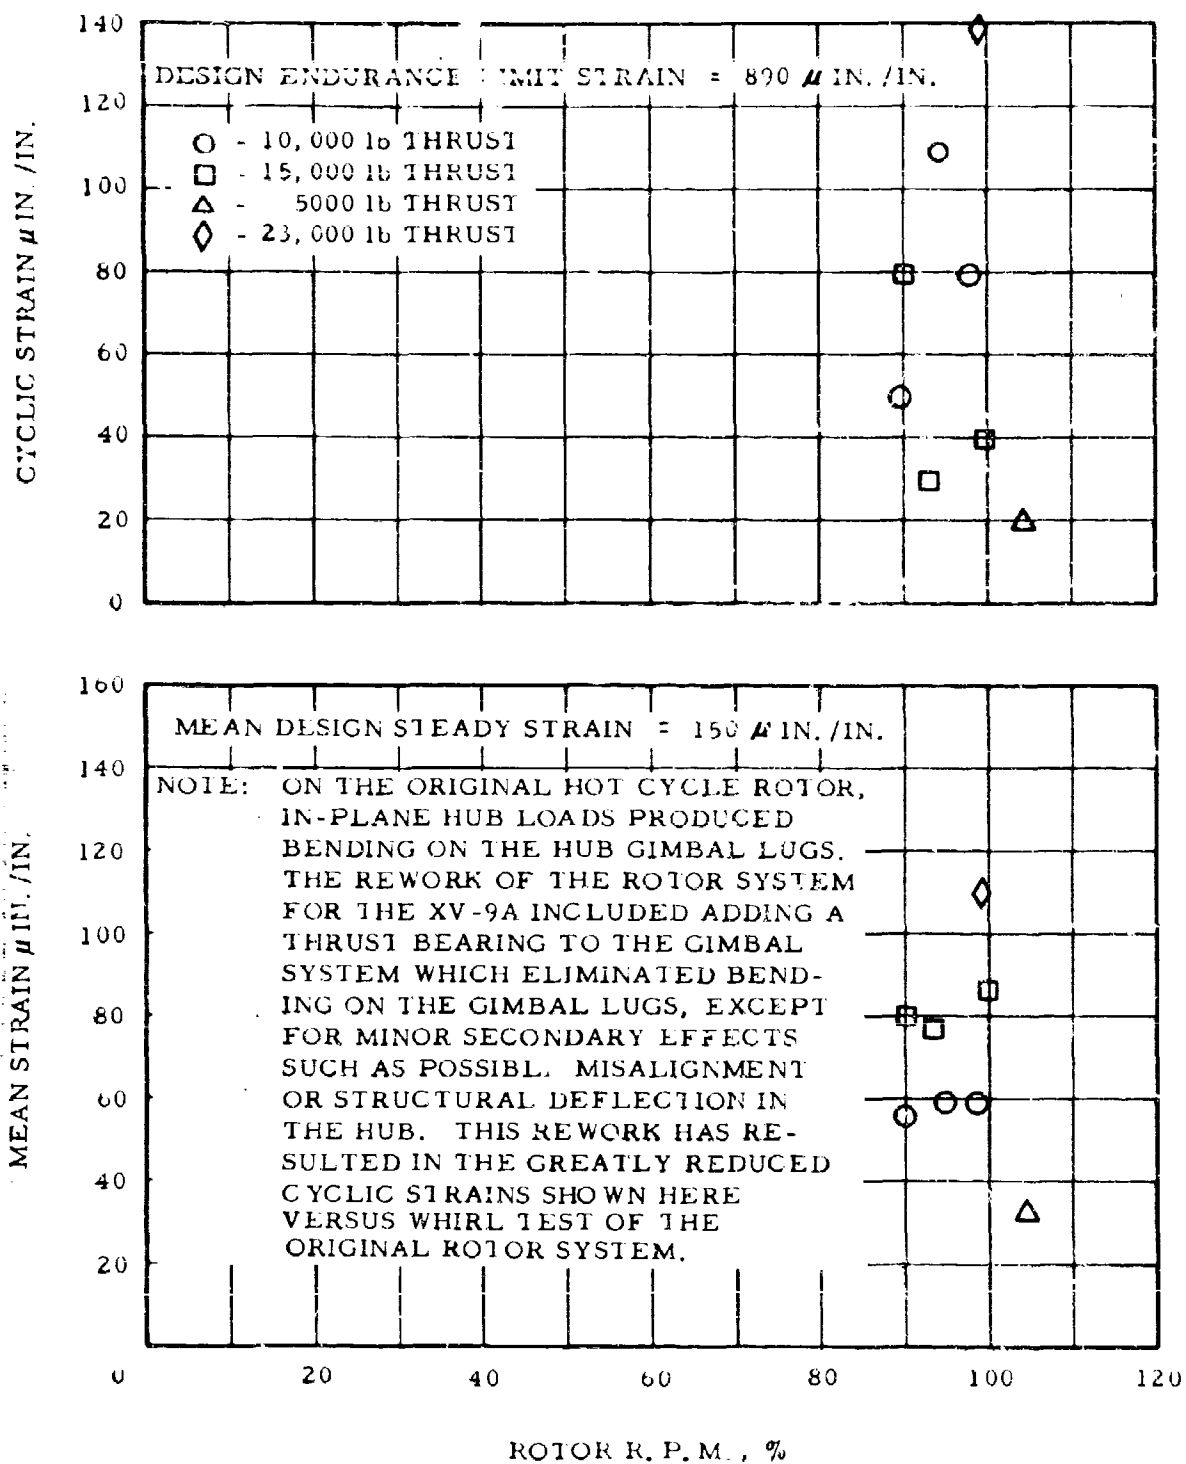 140
DESIGN ENDURANCE LIMIT STRAIN = 890 μ IN. /IN.
120
○ - 10,000 lb THRUST
□ - 15,000 lb THRUST
100
△ - 5000 lb THRUST
◊ - 23,000 lb THRUST
80
60
40
20
0
CYCLIC STRAIN μ IN. /IN.
160
MEAN DESIGN STEADY STRAIN = 150 μ IN. /IN.
140
NOTE: ON THE ORIGINAL HOT CYCLE ROTOR,
IN-PLANE HUB LOADS PRODUCED
BENDING ON THE HUB GIMBAL LUGS.
120
THE REWORK OF THE ROTOR SYSTEM
FOR THE XV-9A INCLUDED ADDING A
100
THRUST BEARING TO THE GIMBAL
SYSTEM WHICH ELIMINATED BEND-
ING ON THE GIMBAL LUGS, EXCEPT
80
FOR MINOR SECONDARY EFFECTS
SUCH AS POSSIBLE MISALIGNMENT
60
OR STRUCTURAL DEFLECTION IN
THE HUB. THIS REWORK HAS RE-
SULTED IN THE GREATLY REDUCED
40
CYCLIC STRAINS SHOWN HERE
VERSUS WHIRL TEST OF THE
ORIGINAL ROTOR SYSTEM.
20
MEAN STRAIN μ IN. /IN.
0 20 40 60 80 100 120
ROTOR R. P. M. , %